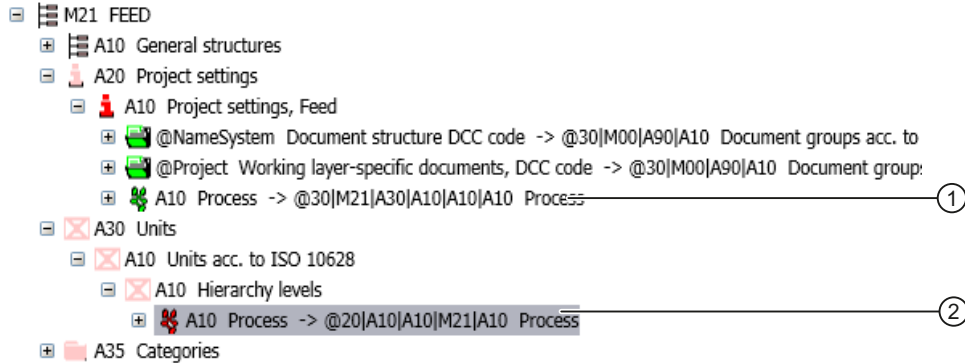 M21 FEED
A10 General structures
A20 Project settings
A10 Project settings, Feed
@NameSystem Document structure DCC code -> @30|M00|A90|A10 Document groups acc. to
@Project Working layer-specific documents, DCC code -> @30|M00|A90|A10 Document groups
A10 Process -> @30|M21|A30|A10|A10|A10 Process
1
A30 Units
A10 Units acc. to ISO 10628
A10 Hierarchy levels
A10 Process -> @20|A10|A10|M21|A10 Process
2
A35 Categories